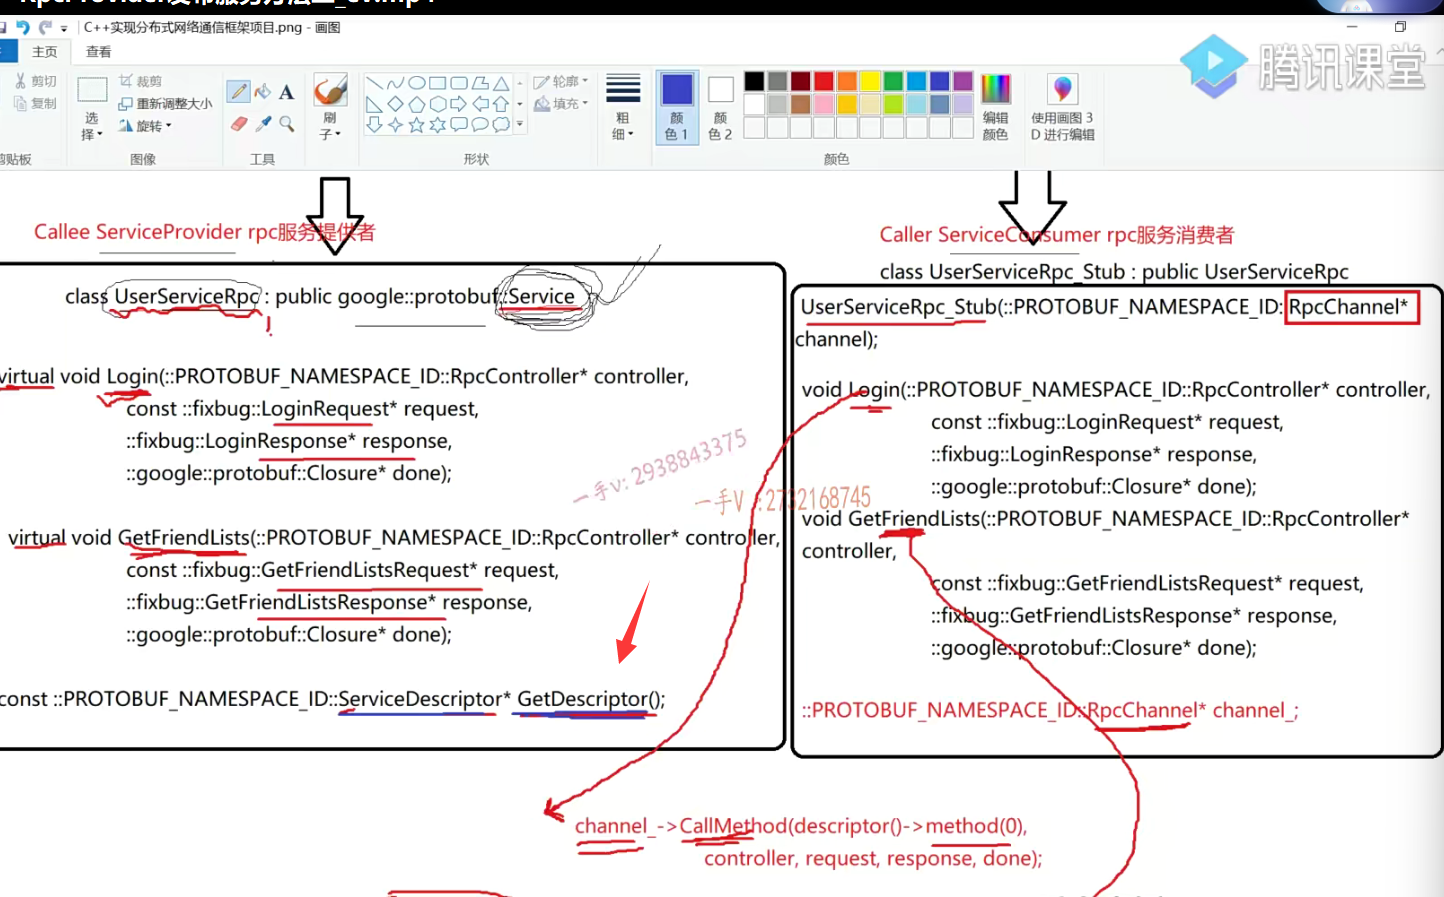 C++实现分布式网络通信框架项目.png - 画图
主页 查看
剪切
复制
剪贴板
选择
裁剪
重新调整大小
旋转
图像
A
工具
刷子
形状
轮廓
填充
粗细
颜色 1
颜色 2
颜色
编辑颜色
使用画图 3D 进行编辑
腾讯课堂
Callee ServiceProvider rpc服务提供者
class UserServiceRpc : public google::protobuf::Service
virtual void Login(::PROTOBUF_NAMESPACE_ID::RpcController* controller,
const ::fixbug::LoginRequest* request,
::fixbug::LoginResponse* response,
::google::protobuf::Closure* done);
virtual void GetFriendLists(::PROTOBUF_NAMESPACE_ID::RpcController* controller,
const ::fixbug::GetFriendListsRequest* request,
::fixbug::GetFriendListsResponse* response,
::google::protobuf::Closure* done);
const ::PROTOBUF_NAMESPACE_ID::ServiceDescriptor* GetDescriptor();
一手v: 2938843375
一手V :2732168745
Caller ServiceConsumer rpc服务消费者
class UserServiceRpc_Stub : public UserServiceRpc
UserServiceRpc_Stub(::PROTOBUF_NAMESPACE_ID::RpcChannel*
channel);
void Login(::PROTOBUF_NAMESPACE_ID::RpcController* controller,
const ::fixbug::LoginRequest* request,
::fixbug::LoginResponse* response,
::google::protobuf::Closure* done);
void GetFriendLists(::PROTOBUF_NAMESPACE_ID::RpcController*
controller,
const ::fixbug::GetFriendListsRequest* request,
::fixbug::GetFriendListsResponse* response,
::google::protobuf::Closure* done);
::PROTOBUF_NAMESPACE_ID::RpcChannel* channel_;
channel_->CallMethod(descriptor()->method(0),
controller, request, response, done);